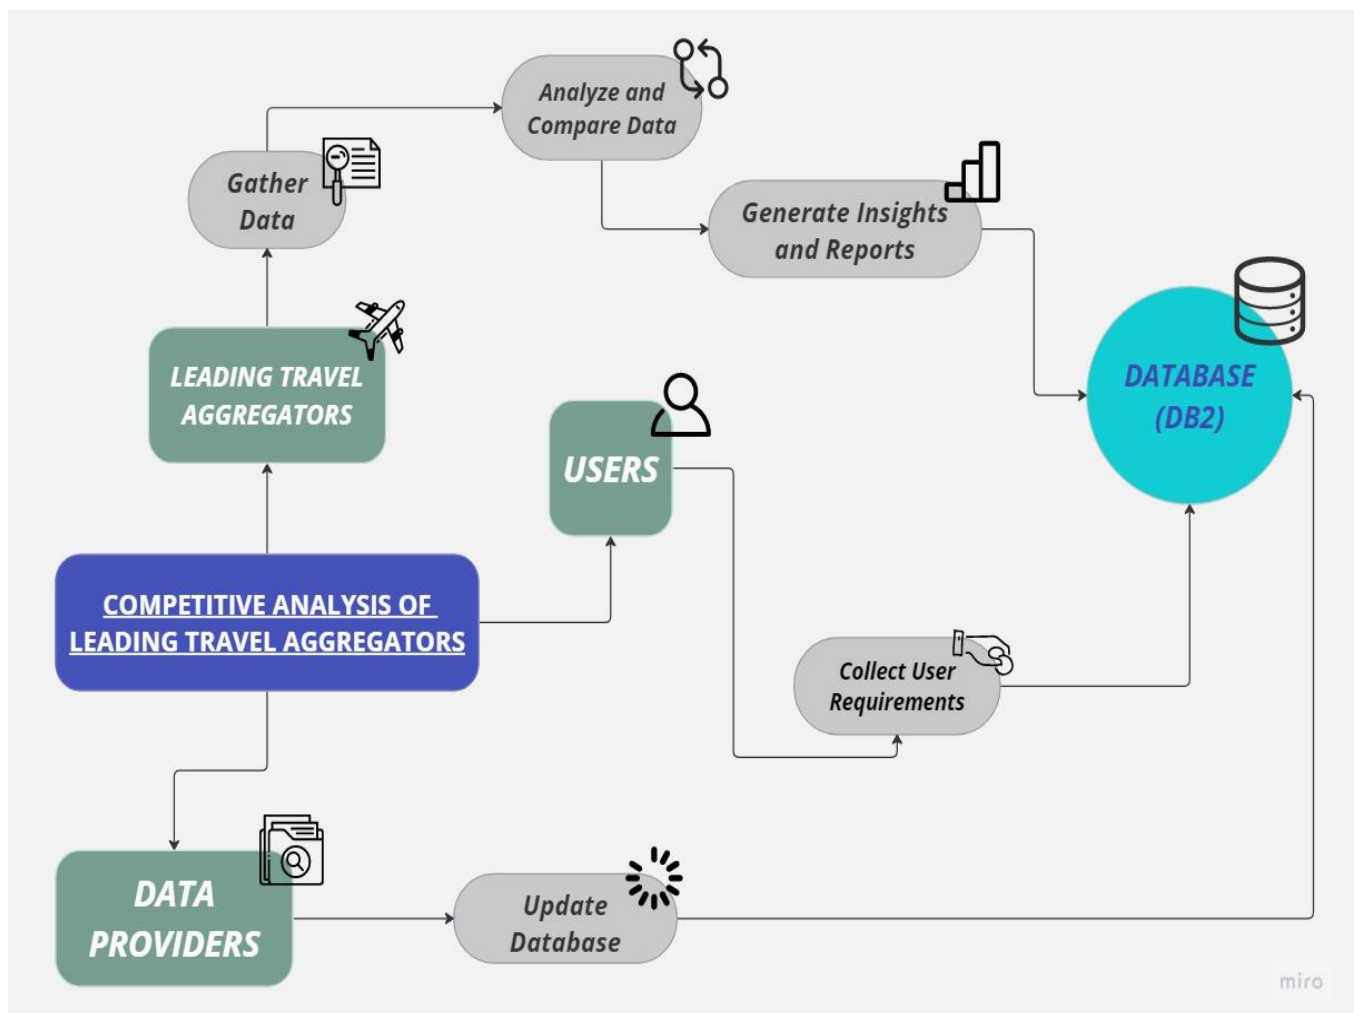 Analyze and
Compare Data
Gather
Data
Generate Insights
and Reports
LEADING TRAVEL
AGGREGATORS
DATABASE
(DB2)
USERS
COMPETITIVE ANALYSIS OF
LEADING TRAVEL AGGREGATORS
Collect User
Requirements
DATA
PROVIDERS
Update
Database
miro